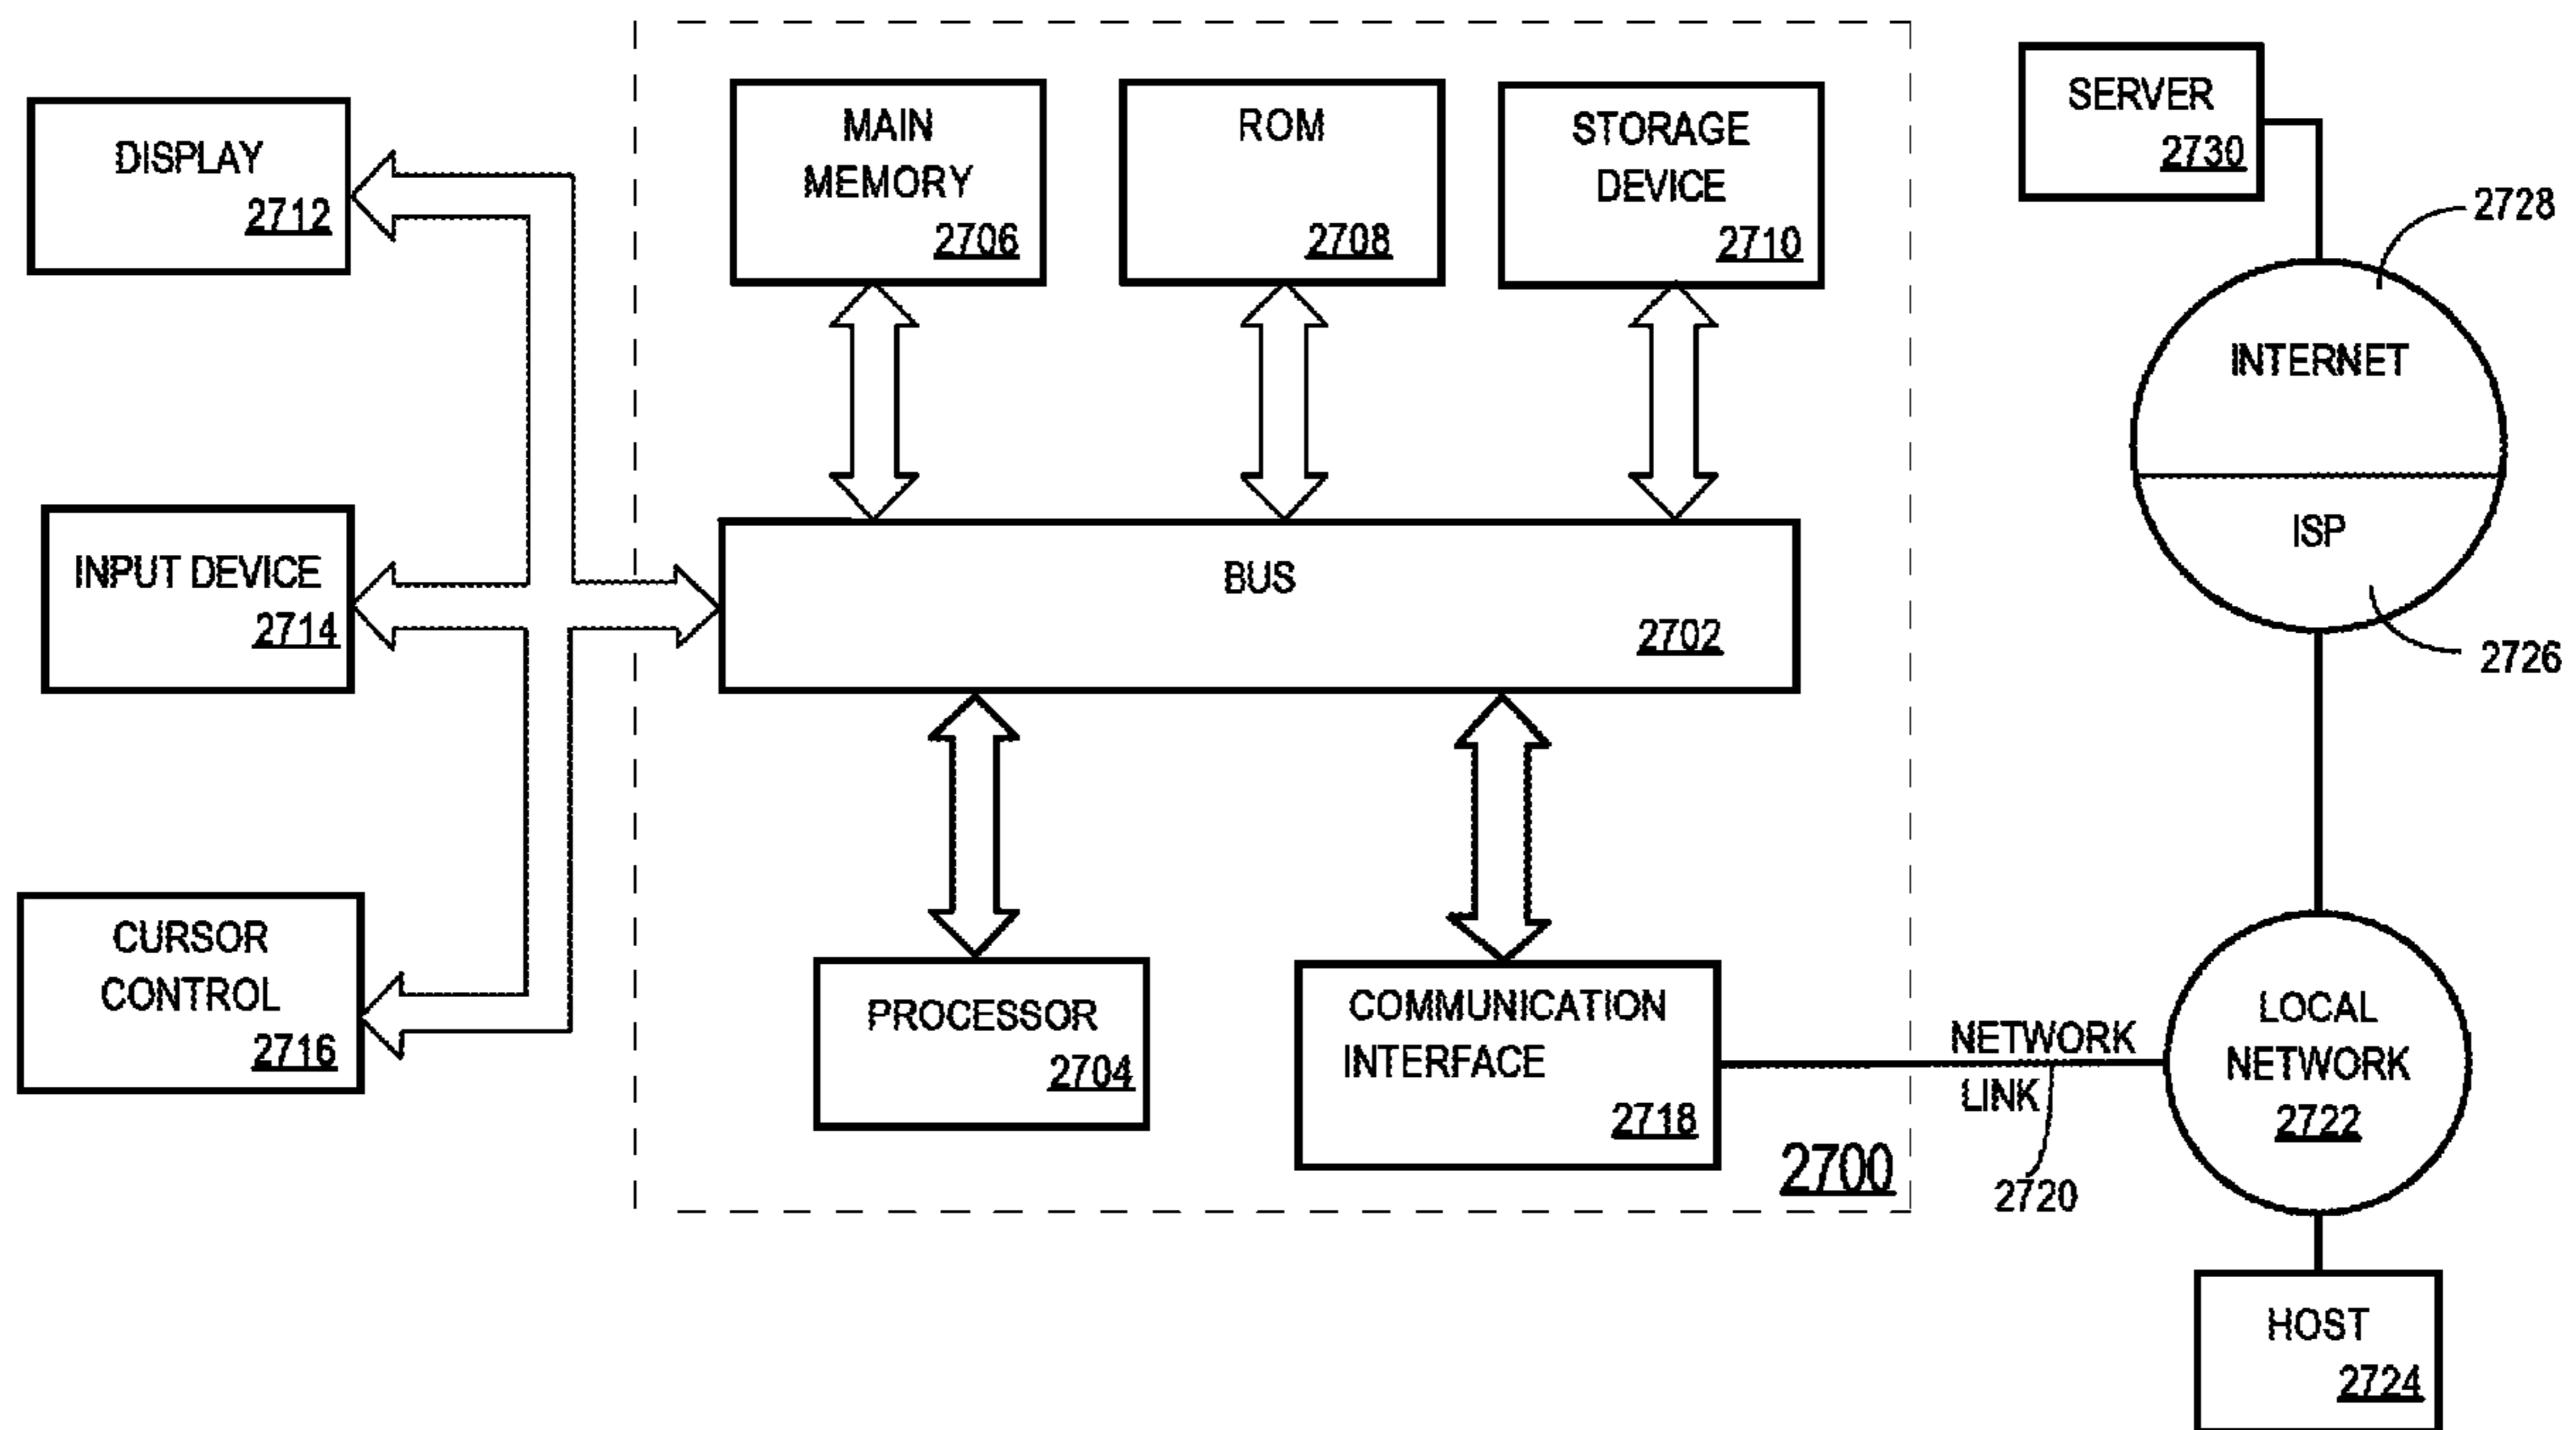 DISPLAY
2712
INPUT DEVICE
2714
CURSOR
CONTROL
2716
MAIN
MEMORY
2706
ROM
2708
STORAGE
DEVICE
2710
BUS
2702
PROCESSOR
2704
COMMUNICATION
INTERFACE
2718
2700
SERVER
2730
2728
INTERNET
ISP
2726
NETWORK
LINK
2720
LOCAL
NETWORK
2722
HOST
2724